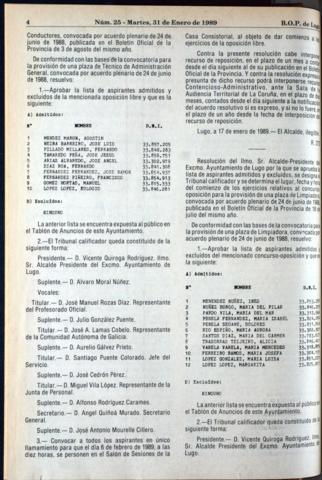 4 Núm. 25 - Martes, 31 de Enero de 1989 B.O.P. de
Conductores, convocada por acuerdo plenario de 24 de
junio de 1988, publicada en el Boletín Oficial de la
Provincia de 3 de agosto del mismo año.
De conformidad con las bases de la convocatoria para
la provisión de una plaza de Técnico de Administración
General, convocada por acuerdo plenario de 24 de junio
de 1988, resuelvo:
1.—Aprobar la lista de aspirantes admitidos y
excluidos de la mencionada oposición libre y que es la
siguiente:
A) Admitidos:
Nº NOMBRE D.N.I.
1 MENDEZ MARON, AGUSTIN
2 NEIRA BARREIRO, JOSE LUIS
3 PILLADO MILLARES, FERNANDO
4 TAMARGO PEÑA, JOSE JESUS
5 ARIAS ALVAREDO, JOSE ANGEL
6 DIAZ ROA, FERNANDO
7 FERNANDEZ FERNANDEZ, JOSE RAMON
8 FERNANDEZ PIÑEIRO, FRANCISCO
9 GOMEZ MUNTAS, MANUEL
10 LOPEZ LOPEZ, ELOGIO
B) Excluidos:
NINGUNO
La anterior lista se encuentra expuesta al público en
el Tablón de Anuncios de este Ayuntamiento.
2.—El Tribunal calificador queda constituido de la
siguiente forma:
Presidente.— D. Vicente Quiroga Rodríguez. Ilmo.
Sr. Alcalde Presidente del Excmo. Ayuntamiento de
Lugo.
Suplente.— D. Alvaro Moral Núñez.
Vocales:
Titular.— D. José Manuel Rozas Díaz. Representante
del Profesorado Oficial.
Suplente.— D. Julio González Puente.
Titular.— D. José A. Lamas Cobelo. Representante
de la Comunidad Autónoma de Galicia.
Suplente.— D. Aurelio Gálvez Prieto.
Titular.— D. Santiago Puente Colorado. Jefe del
Servicio.
Suplente.— D. José Cedrón Pérez.
Titular.— D. Miguel Vila López. Representante de la
Junta de Personal.
Suplente.— D. Alfonso Rodríguez Carames.
Secretario.— D. Angel Guiñoa Murado. Secretario
General.
Suplente.— D. José Antonio Mourelle Cillero.
3.— Convocar a todos los aspirantes en único
llamamiento para que el día 6 de febrero de 1989, a las
diez horas, se personen en el Salón de Sesiones de la
Casa Consistorial, al objeto de dar comienzo a
ejercicios de la oposición libre.
Contra la presente resolución cabe
recurso de reposición, en el plazo de un mes a
desde el día siguiente al de su publicación en el
Oficial de la Provincia. Y contra la resolución
presunta de dicho recurso podrá interponerse
Contencioso-Administrativo, ante la Sala de
Audiencia Territorial de La Coruña, en el plazo de
meses, contados desde el día siguiente a la notificación
del acuerdo resolutivo si es expreso, y si no lo fuere
el plazo de un año desde la fecha de interposición
recurso de reposición.
Lugo, a 17 de enero de 1989.— El Alcalde,
Resolución del Ilmo. Sr. Alcalde-Presidente
Excmo. Ayuntamiento de Lugo por la que se aprueba
lista de aspirantes admitidos y excluidos, se designa
Tribunal calificador y se determina el lugar, fecha y
del comienzo de los ejercicios relativos al
oposición para la provisión de una plaza de Limpiadora,
convocada por acuerdo plenario de 24 de junio de
publicada en el Boletín Oficial de la Provincia de
julio del mismo año.
De conformidad con las bases de la convocatoria
la provisión de una plaza de Limpiadora, convocada
acuerdo plenario de 24 de junio de 1988, resuelvo:
1.—Aprobar la lista de aspirantes admitidos
excluidos del mencionado concurso-oposición y que
la siguiente:
A) Admitidos:
Nº NOMBRE
1 MENENDEZ NUÑEZ, INES
2 NUÑEZ BURGO, MARIA DEL PILAR
3 PARDO VILA, MARIA DEL MAR
4 PENELA FERNANDEZ, MARIA ISABEL
5 PENELA SEOANE, DOLORES
6 RIO RIELO, MARIA AURORA
7 SANTOS DIAZ, MARIA DEL CARMEN
8 TRASORRAS TEIJEIRO, ALICIA
9 VARELA VARELA, MARIA MERCEDES
10 FERREIRO RAMOS, MARIA JOSEFA
11 LOPEZ GONZALEZ, MARIA LUISA
12 LOPEZ LOPEZ, MARGARITA
B) Excluidos:
NINGUNO
La anterior lista se encuentra expuesta al público
el Tablón de Anuncios de este Ayuntamiento.
2.—El Tribunal calificador queda constituido de
siguiente forma:
Presidente.— D. Vicente Quiroga Rodríguez.
Sr. Alcalde Presidente del Excmo. Ayuntamiento
Lugo.